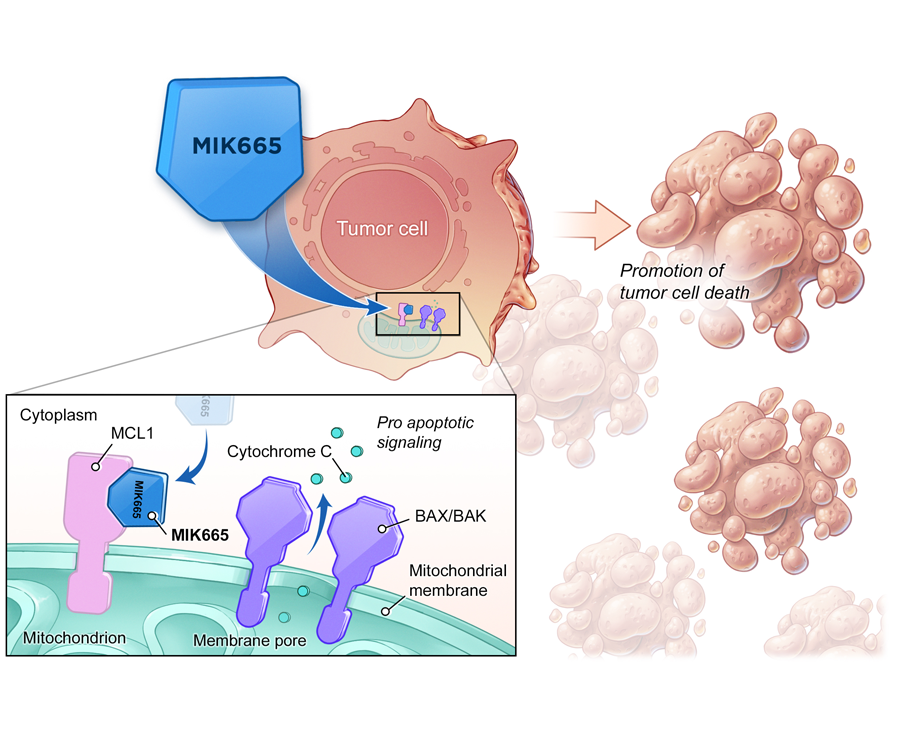 MIK665
Tumor cell
Promotion of
tumor cell death
Cytoplasm
MCL1
MIK665
MIK665
Cytochrome C
Pro apoptotic
signaling
BAX/BAK
Mitochondrial
membrane
Mitochondrion
Membrane pore